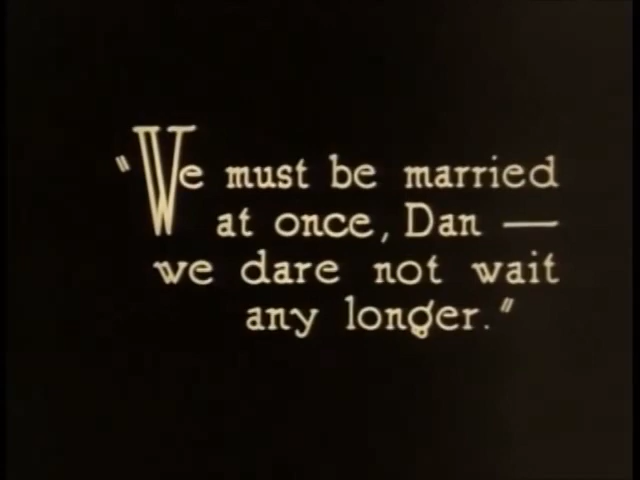 "We must be married
at once, Dan —
we dare not wait
any longer."